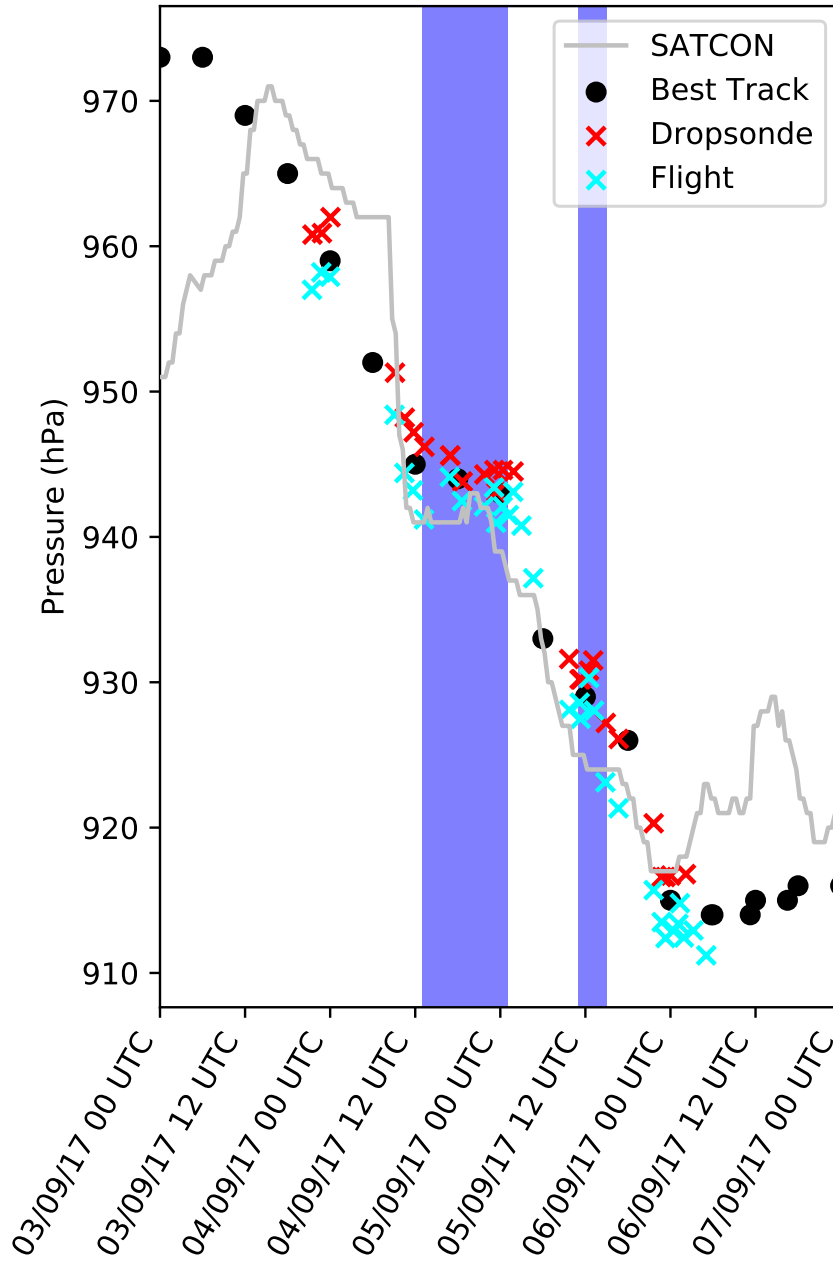 SATCON
Best Track
Dropsonde
Flight
970
960
950
940
930
920
910
Pressure (hPa)
03/09/17 00 UTC
03/09/17 12 UTC
04/09/17 00 UTC
04/09/17 12 UTC
05/09/17 00 UTC
05/09/17 12 UTC
06/09/17 00 UTC
06/09/17 12 UTC
07/09/17 00 UTC